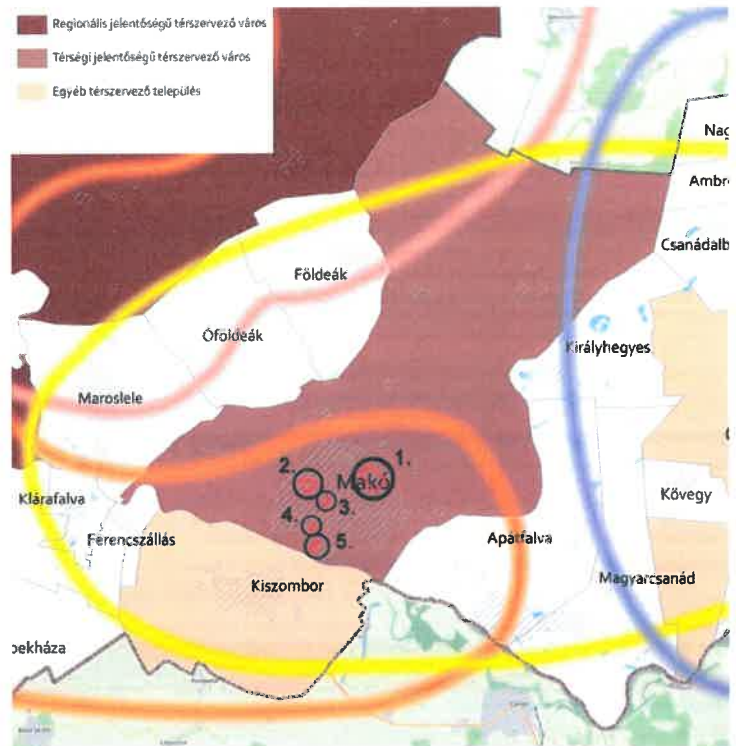 Regionális jelentőségű térszervező város
Térségi jelentőségű térszervező város
Egyéb térszervező település
Nag
Ambr
Csanádalb
Földeák
Óföldeák
Királyhegyes
Maroslele
1.
2.
Makó
3.
Klárafalva
Kövegy
4.
5.
Ferencszállás
Apátfalva
Kiszombor
Magyarcsanád
bekháza